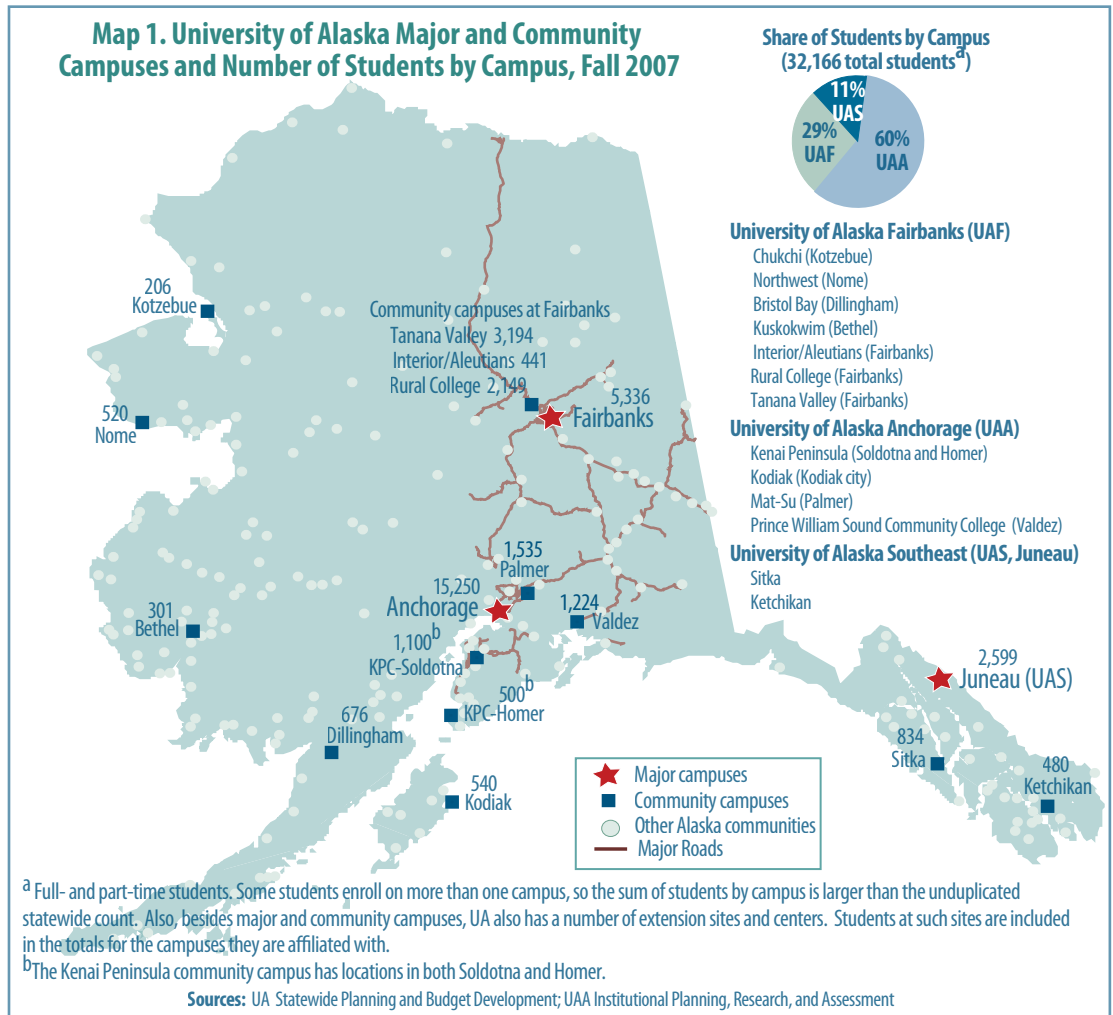 Map 1. University of Alaska Major and Community
Campuses and Number of Students by Campus, Fall 2007
Share of Students by Campus
(32,166 total students a)
11%
UAS
29%
UAF
60%
UAA
University of Alaska Fairbanks (UAF)
Chukchi (Kotzebue)
Northwest (Nome)
Bristol Bay (Dillingham)
Kuskokwim (Bethel)
Interior/Aleutians (Fairbanks)
Rural College (Fairbanks)
Tanana Valley (Fairbanks)
University of Alaska Anchorage (UAA)
Kenai Peninsula (Soldotna and Homer)
Kodiak (Kodiak city)
Mat-Su (Palmer)
Prince William Sound Community College (Valdez)
University of Alaska Southeast (UAS, Juneau)
Sitka
Ketchikan
206
Kotzebue
Community campuses at Fairbanks
Tanana Valley 3,194
Interior/Aleutians 441
Rural College 2,149
5,336
Fairbanks
520
Nome
1,535
Palmer
15,250
Anchorage
1,224
Valdez
301
Bethel
1,100 b
KPC-Soldotna
500 b
KPC-Homer
676
Dillingham
540
Kodiak
2,599
Juneau (UAS)
834
Sitka
480
Ketchikan
Major campuses
Community campuses
Other Alaska communities
Major Roads
a Full- and part-time students. Some students enroll on more than one campus, so the sum of students by campus is larger than the unduplicated
statewide count. Also, besides major and community campuses, UA also has a number of extension sites and centers. Students at such sites are included
in the totals for the campuses they are affiliated with.
b The Kenai Peninsula community campus has locations in both Soldotna and Homer.
Sources: UA Statewide Planning and Budget Development; UAA Institutional Planning, Research, and Assessment